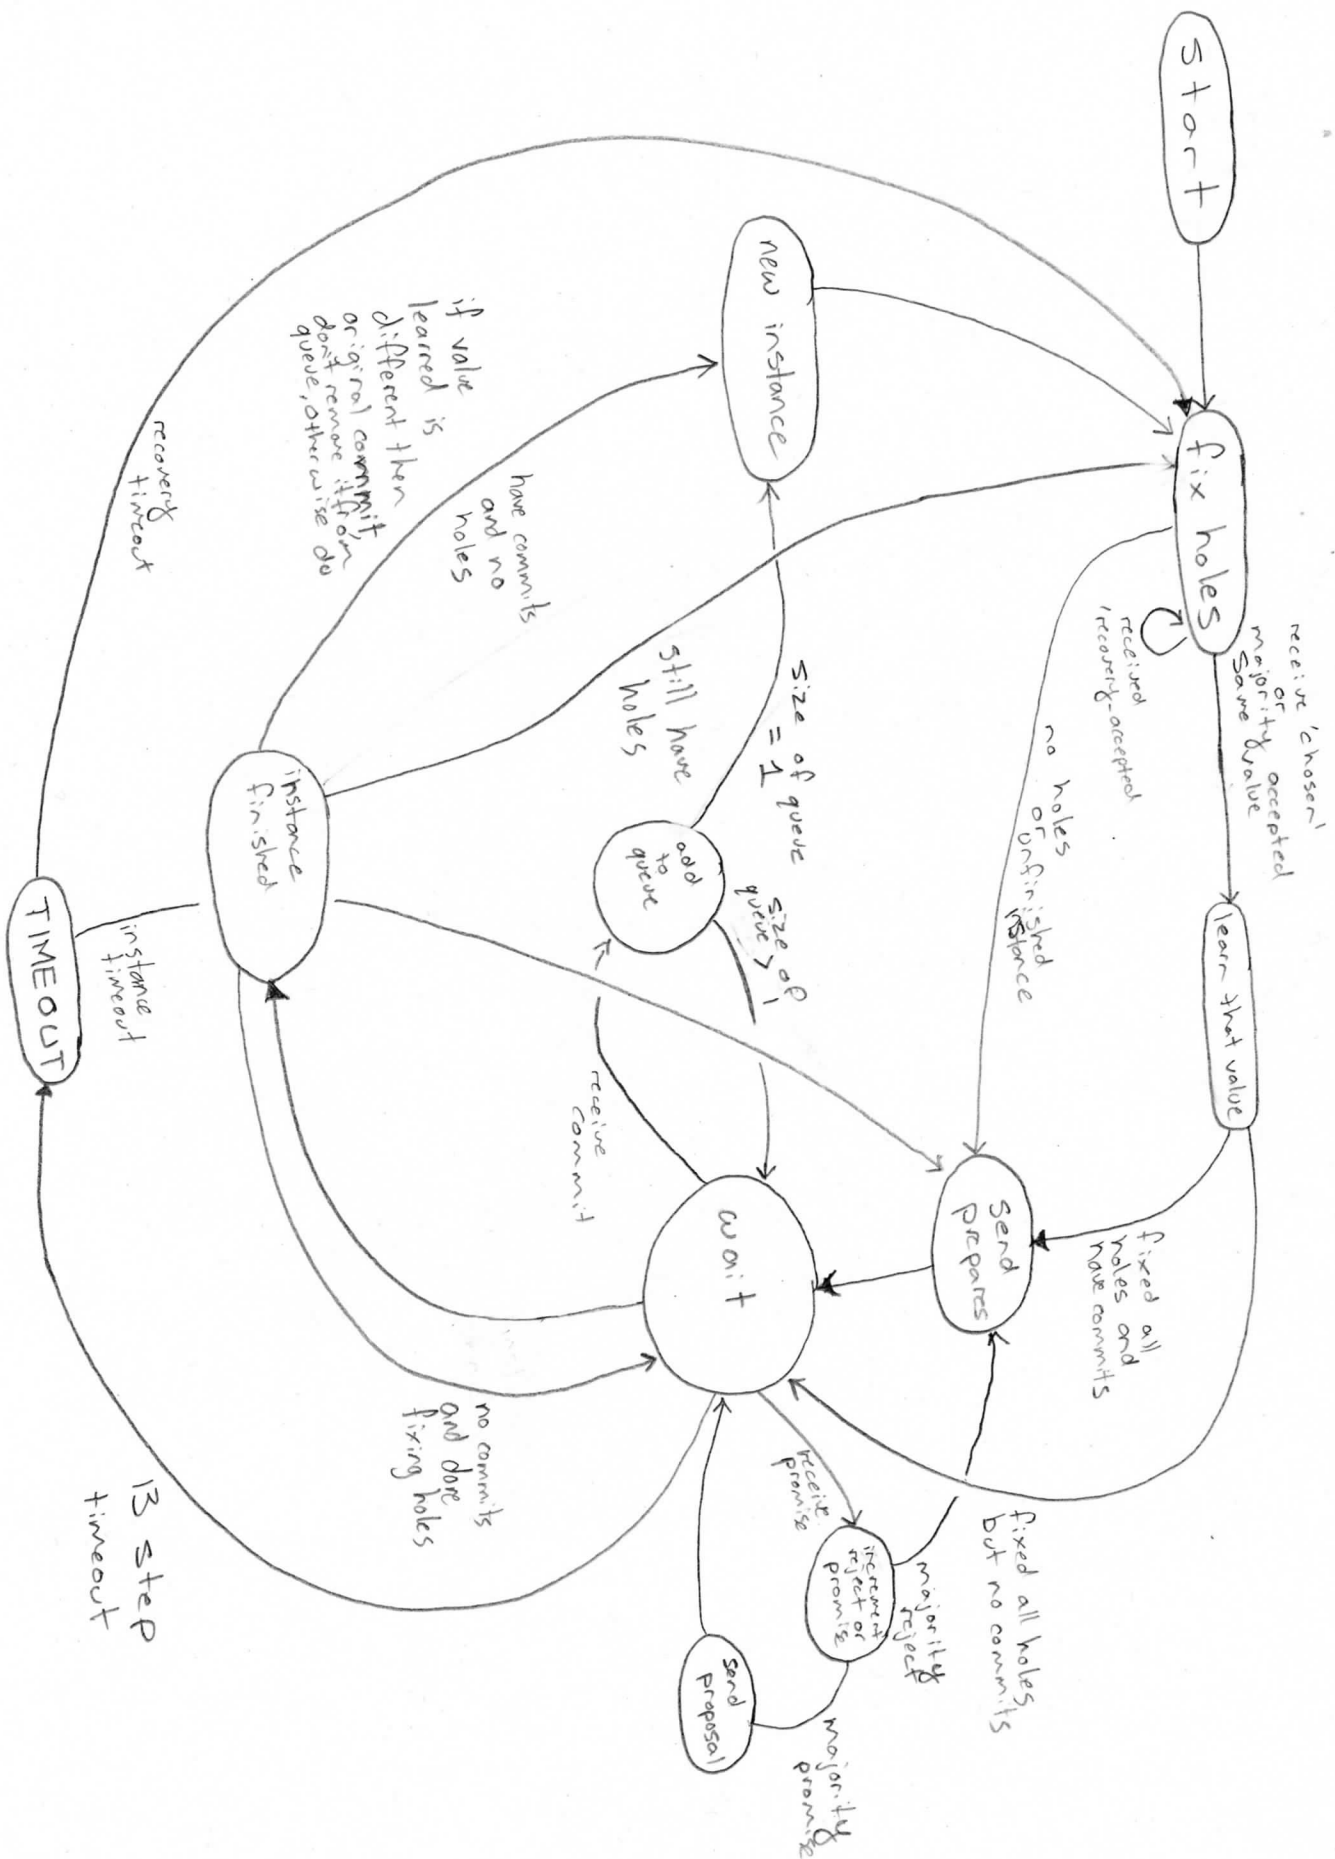 Start
fix holes
receive 'chosen'
or
majority accepted
same value
received
'recovery-accepted
learn that value
no holes
or unfinished
instance
fixed all
holes and
have commits
fixed all holes,
but no commits
send
prepares
new instance
size of queue
= 1
size of
queue > 1
add
to
queue
still have
holes
have commits
and no
holes
if value
learned is
different then
original commit,
don't remove it from
queue, otherwise do
instance
finished
receive
commit
wait
receive
promise
increment
reject or
promise
majority
reject
majority
promise
send
proposal
no commits
and done
fixing holes
recovery
timeout
instance
timeout
TIMEOUT
13 step
timeout